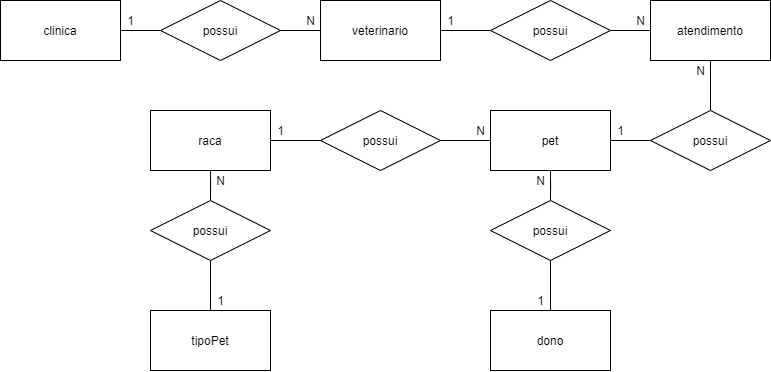 clinica 1 possui N veterinario 1 possui N atendimento
N
raca 1 possui N pet 1 possui
N N
possui possui
1 1
tipoPet dono